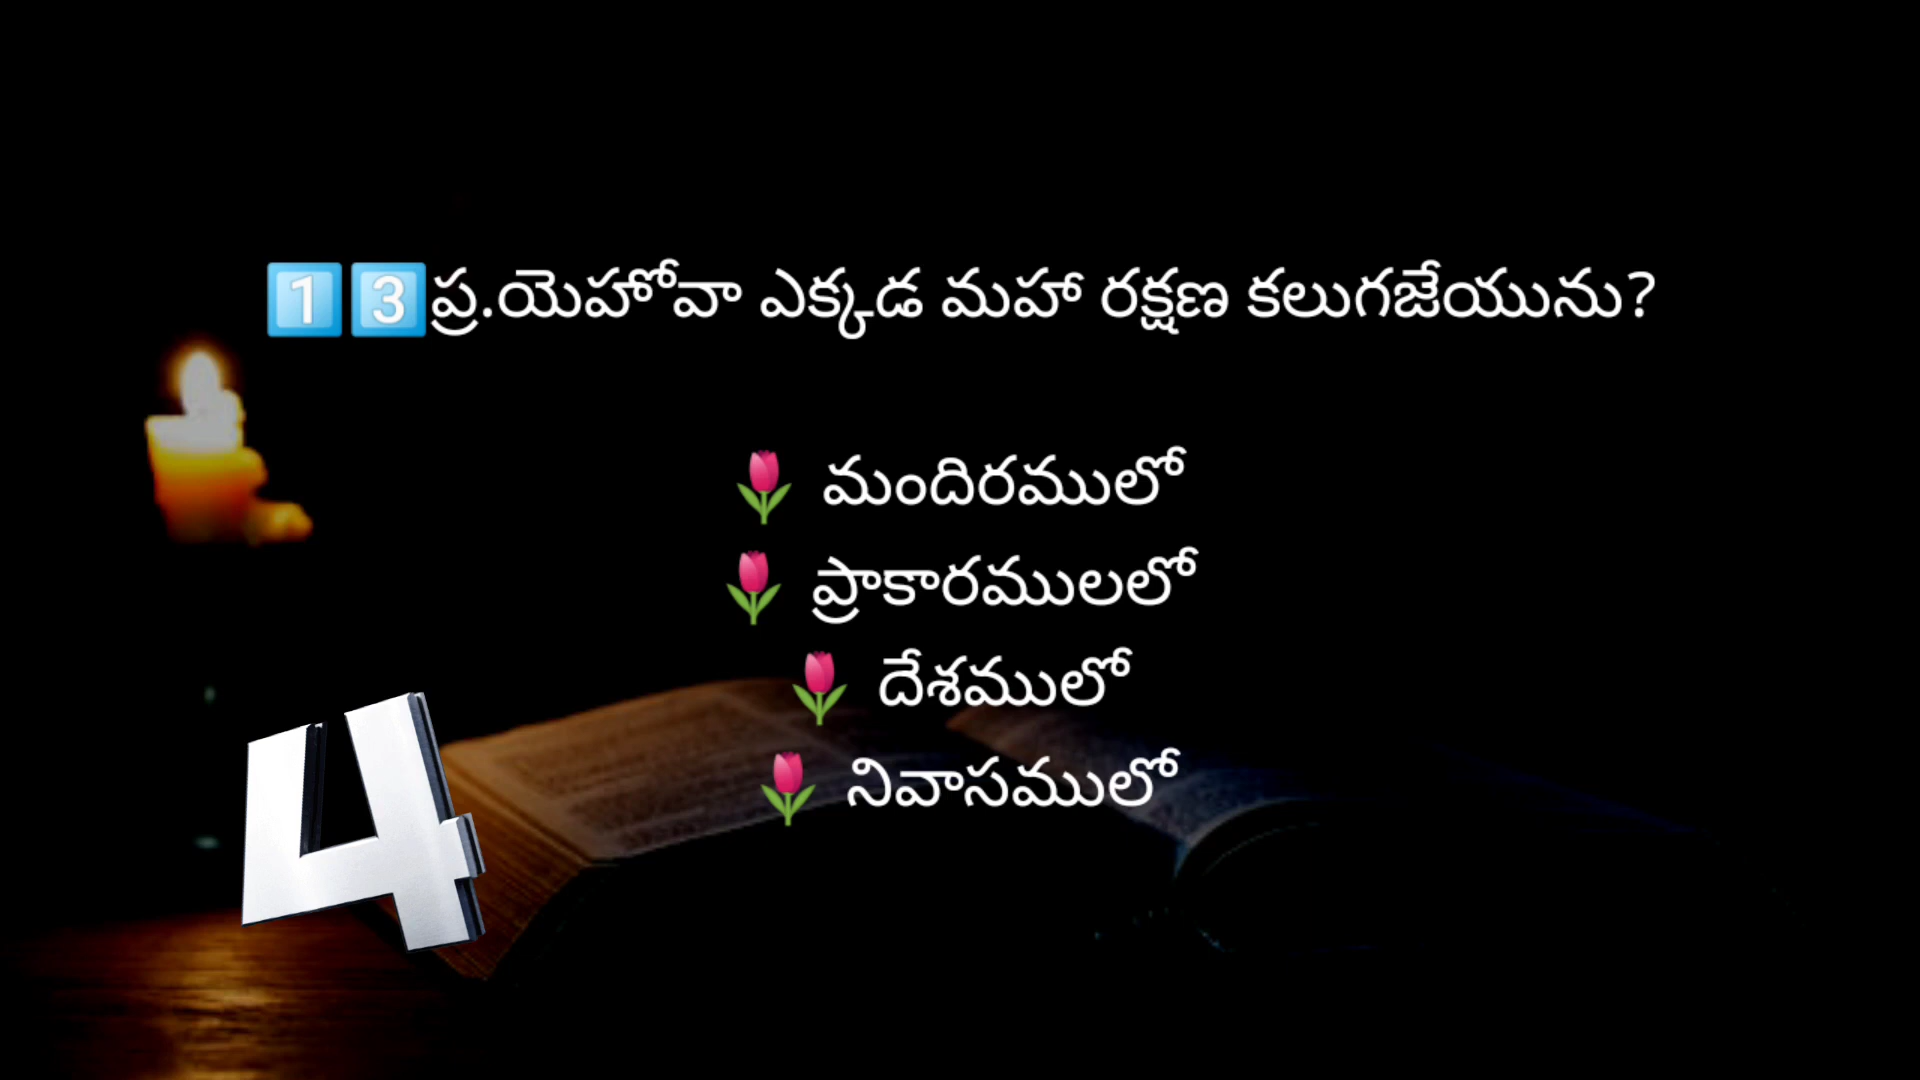 1️⃣3️⃣ప్ర.యెహోవా ఎక్కడ మహా రక్షణ కలుగజేయును?
🌷 మందిరములో
🌷 ప్రాకారములలో
🌷 దేశములో
🌷 నివాసములో
4